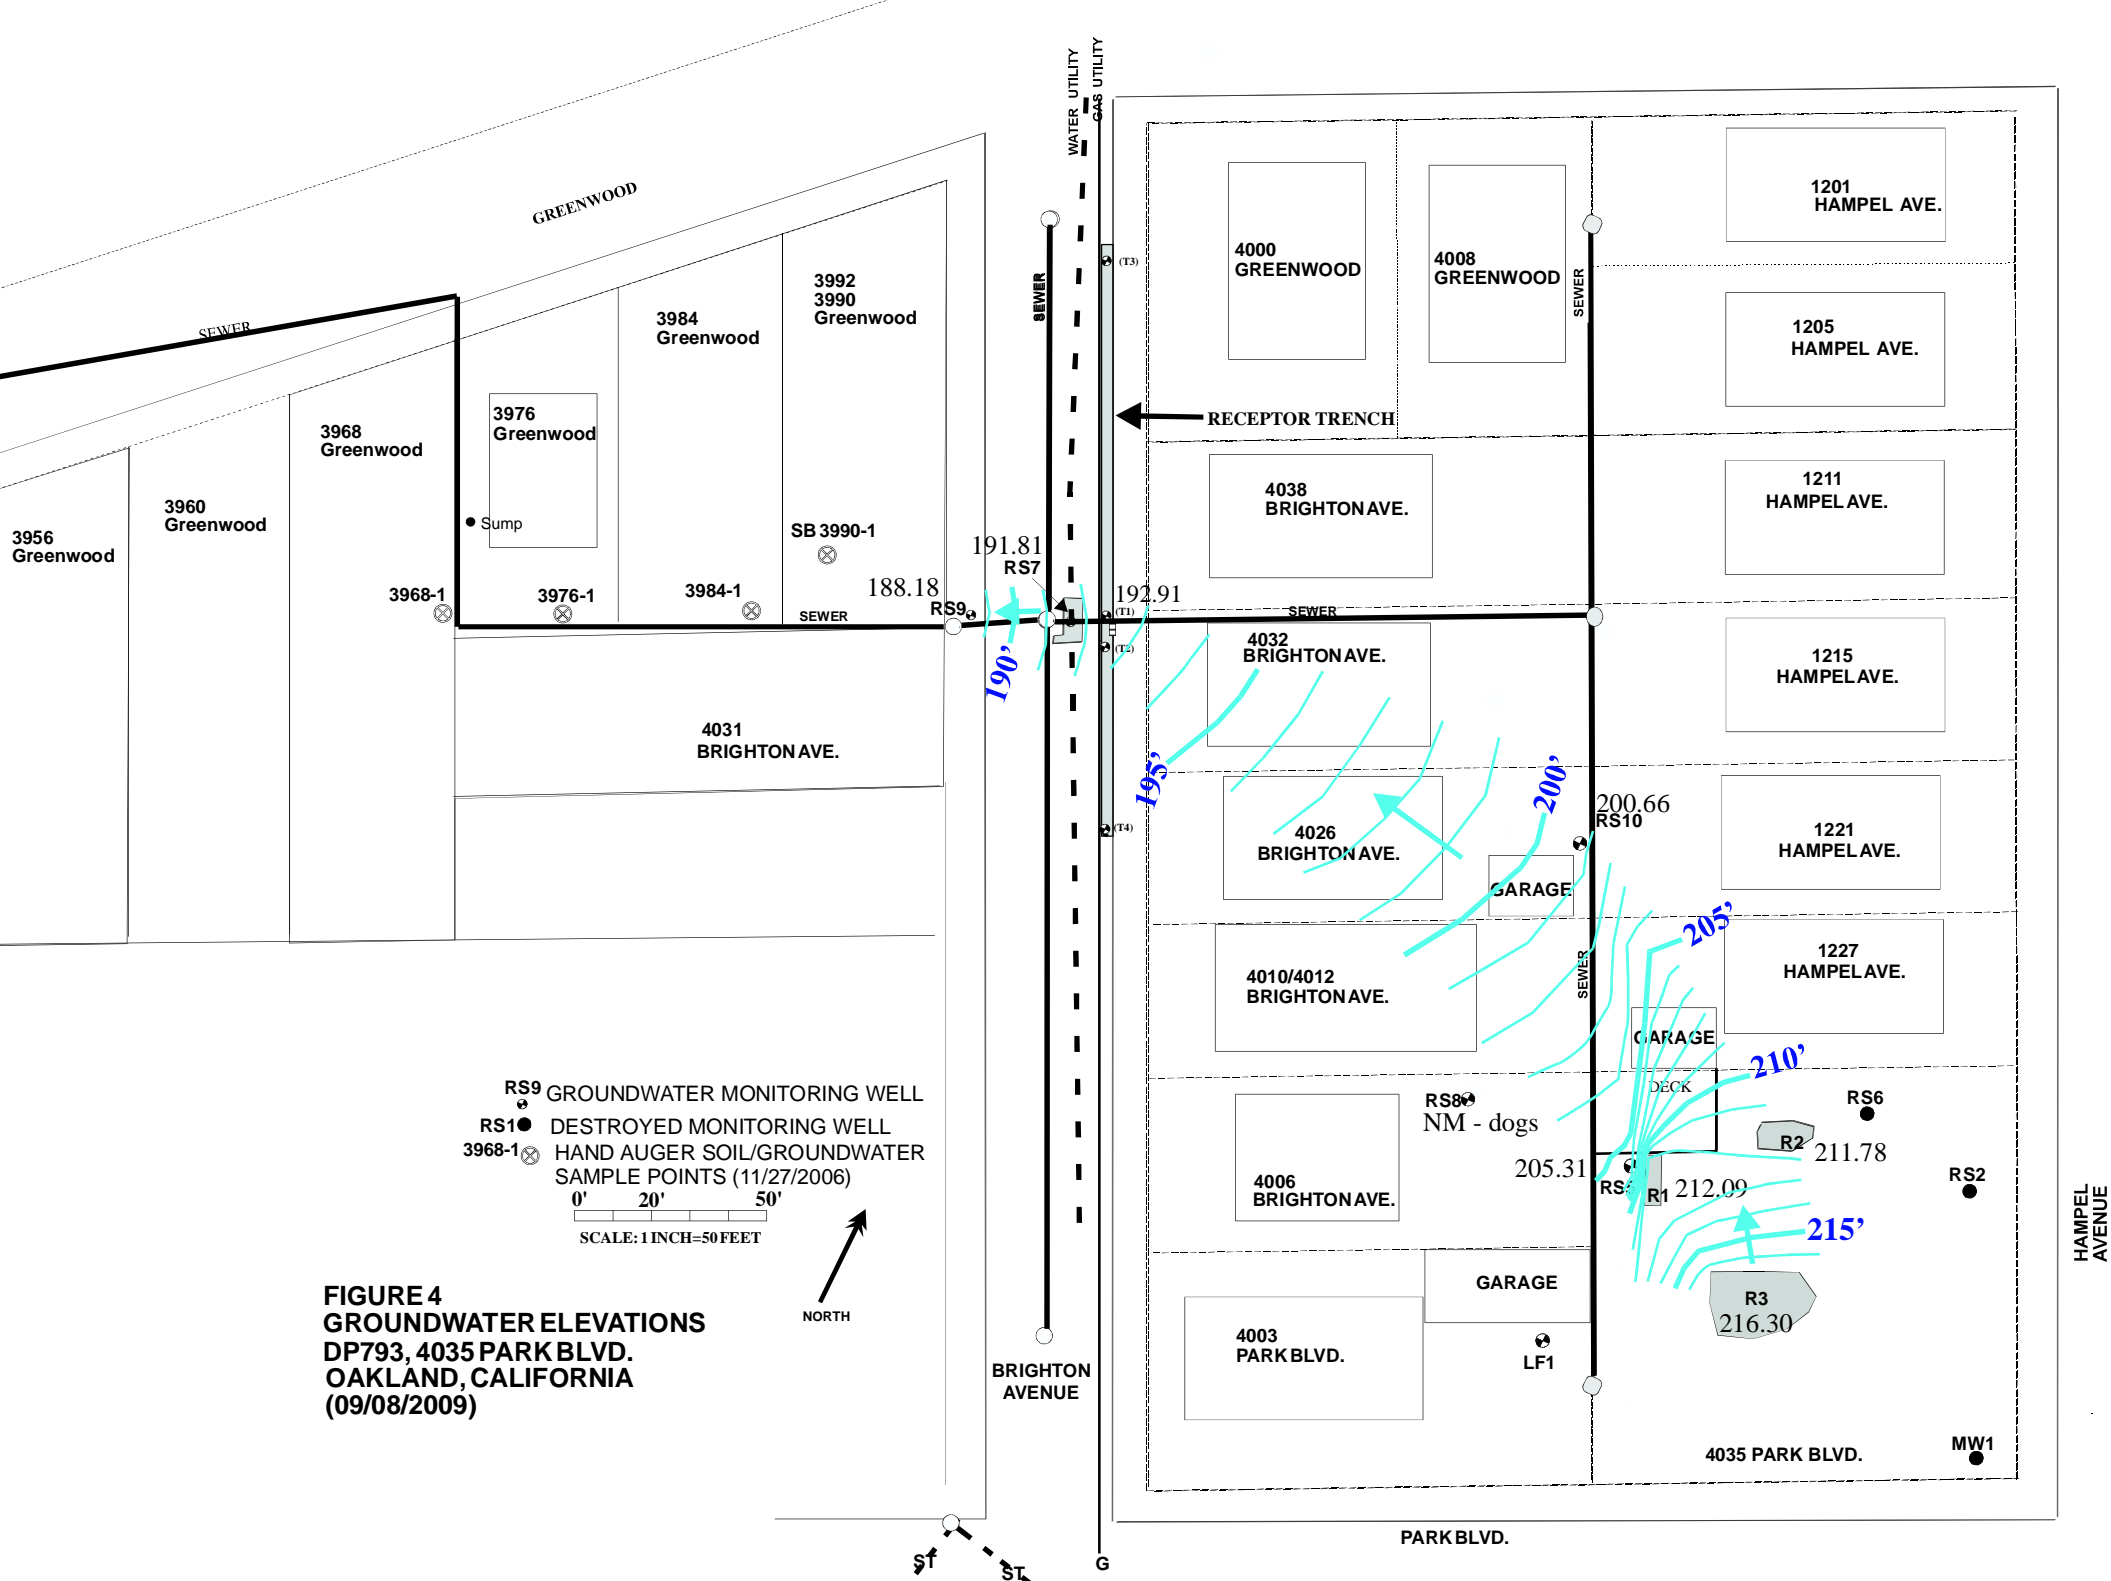 WATER UTILITY
GAS UTILITY
GREENWOOD
SEWER
3992
3990
Greenwood
3984
Greenwood
3976
Greenwood
3968
Greenwood
3960
Greenwood
3956
Greenwood
Sump
SB 3990-1
3968-1
3976-1
3984-1
SEWER
188.18
RS9
191.81
RS7
192.91
(T1)
(T2)
(T3)
(T4)
SEWER
4000
GREENWOOD
4008
GREENWOOD
SEWER
1201
HAMPEL AVE.
1205
HAMPEL AVE.
RECEPTOR TRENCH
4038
BRIGHTON AVE.
1211
HAMPEL AVE.
SEWER
4032
BRIGHTON AVE.
1215
HAMPEL AVE.
190'
4031
BRIGHTON AVE.
195'
200'
200.66
RS10
4026
BRIGHTON AVE.
1221
HAMPEL AVE.
GARAGE
205'
SEWER
4010/4012
BRIGHTON AVE.
1227
HAMPEL AVE.
GARAGE
210'
DECK
RS8
NM - dogs
RS6
R2
211.78
205.31
R1
212.09
RS2
4006
BRIGHTON AVE.
215'
HAMPEL
AVENUE
GARAGE
R3
216.30
4003
PARK BLVD.
LF1
BRIGHTON
AVENUE
4035 PARK BLVD.
MW1
PARK BLVD.
ST
ST
G
RS9 GROUNDWATER MONITORING WELL
RS1 DESTROYED MONITORING WELL
3968-1 HAND AUGER SOIL/GROUNDWATER
SAMPLE POINTS (11/27/2006)
0' 20' 50'
SCALE: 1 INCH=50 FEET
NORTH
FIGURE 4
GROUNDWATER ELEVATIONS
DP793, 4035 PARK BLVD.
OAKLAND, CALIFORNIA
(09/08/2009)